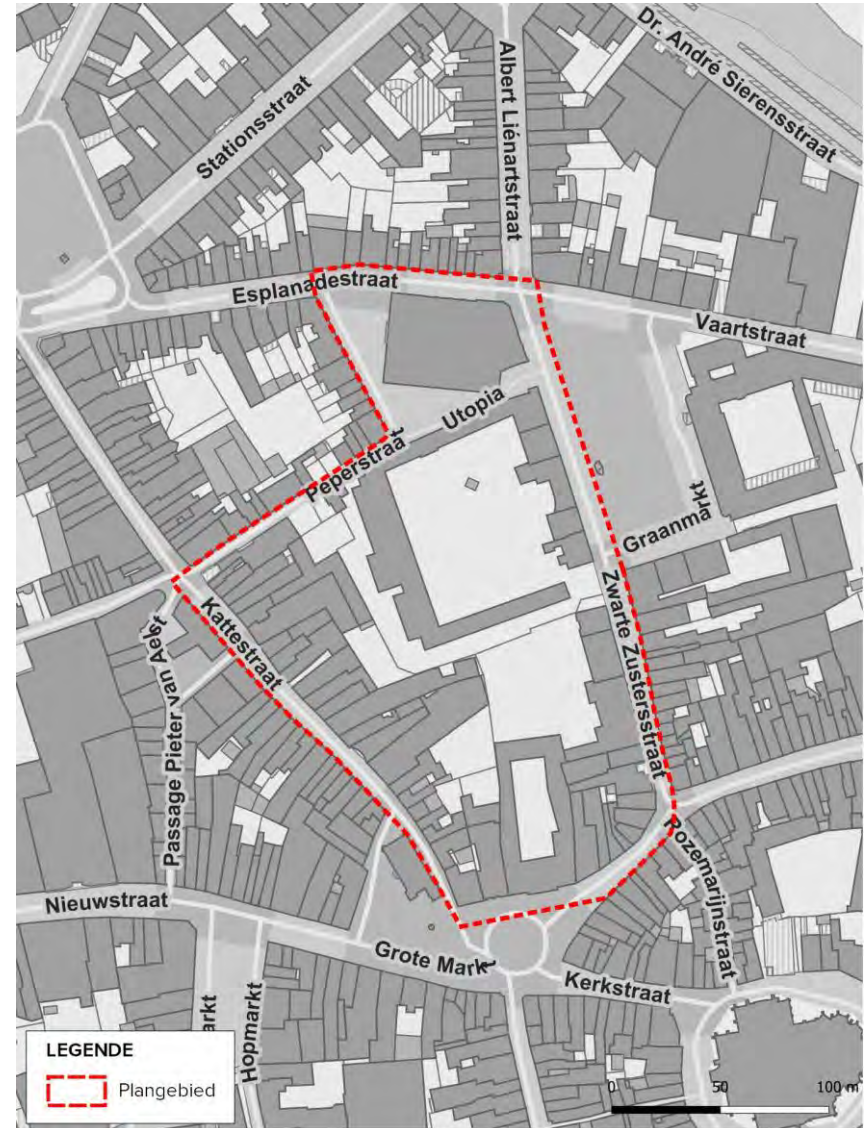 Dr. André Sierensstraat
Albert Liénartstraat
Stationsstraat
Esplanadestraat
Vaartstraat
Utopia
Peperstraat
Graanmarkt
Zwarte Zustersstraat
Kattestraat
Passage Pieter van Aelst
Rozemarijnstraat
Nieuwstraat
Grote Markt
Kerkstraat
arkt
Hopmarkt
LEGENDE
Plangebied
0 50 100 m